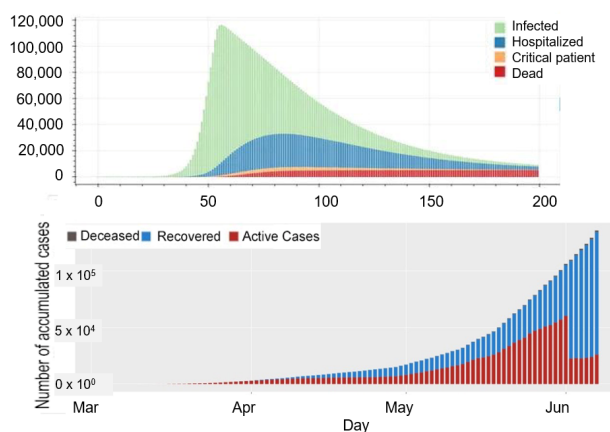 120,000
100,000
80,000
60,000
40,000
20,000
0
Infected
Hospitalized
Critical patient
Dead
0 50 100 150 200
Deceased Recovered Active Cases
Number of accumulated cases
1 x 10⁵
5 x 10⁴
0 x 10⁰
Mar Apr May Jun
Day